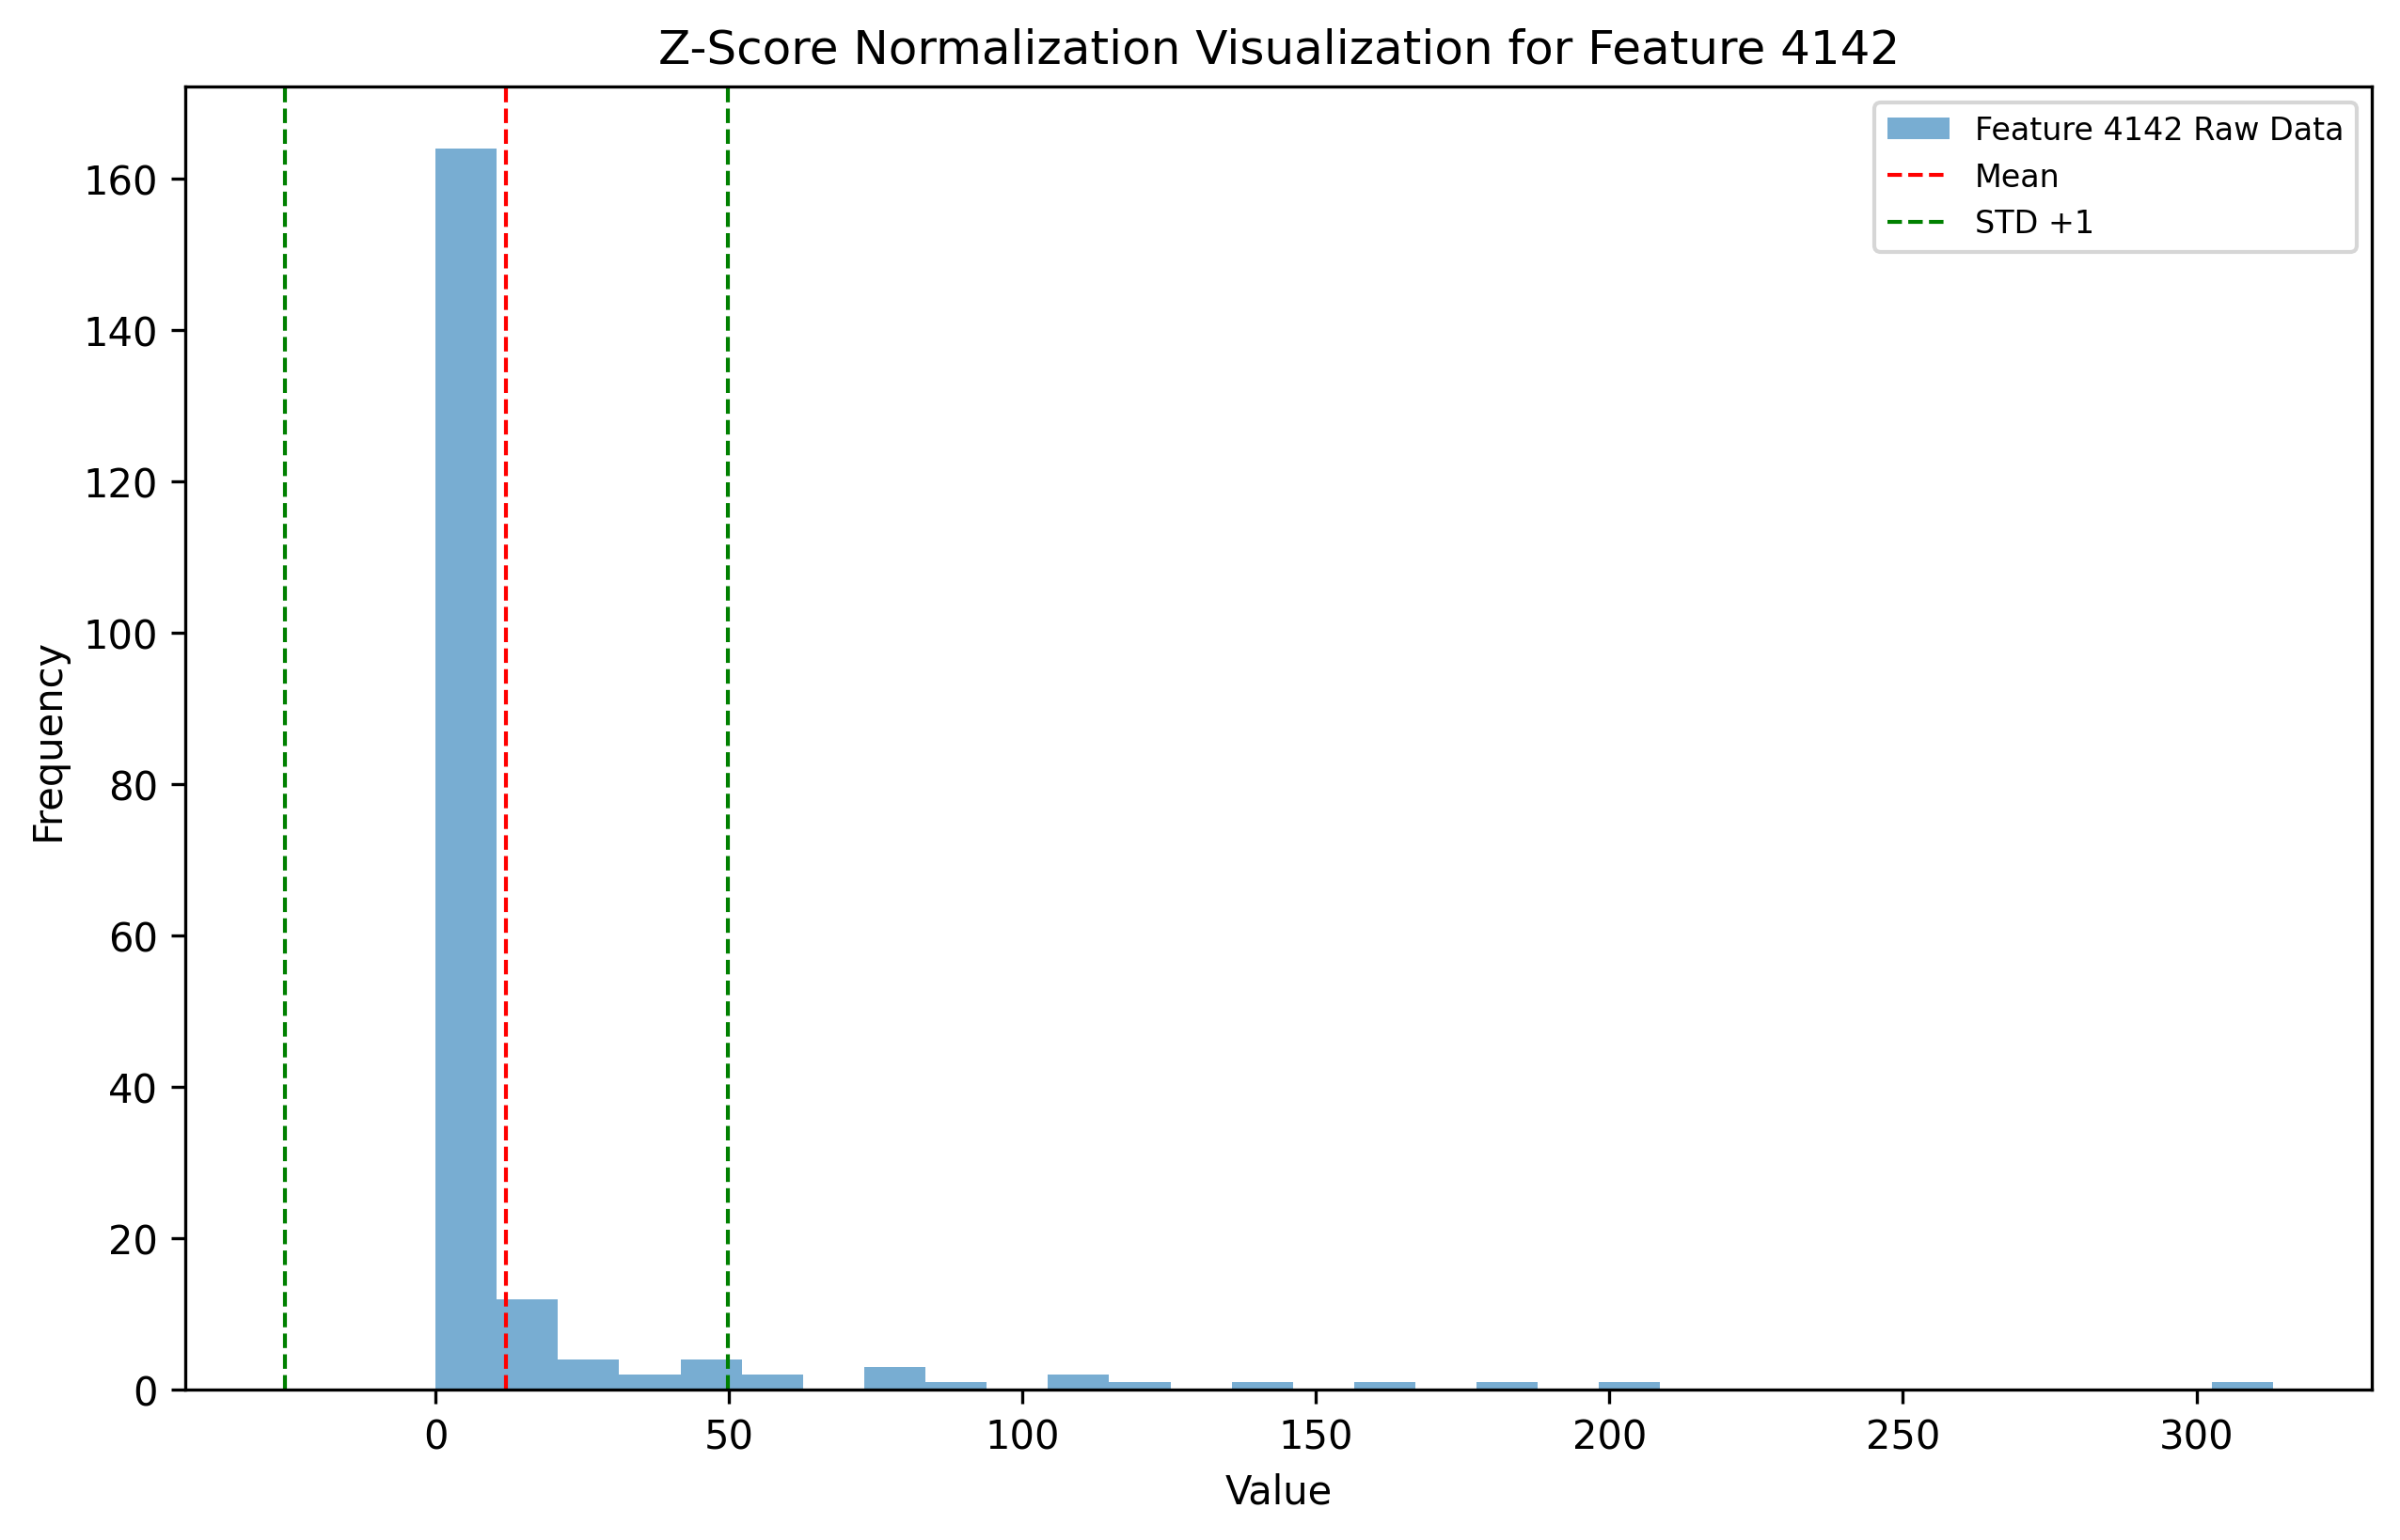 Z-Score Normalization Visualization for Feature 4142
Feature 4142 Raw Data
Mean
STD +1
Frequency
160
140
120
100
80
60
40
20
0
0 50 100 150 200 250 300
Value